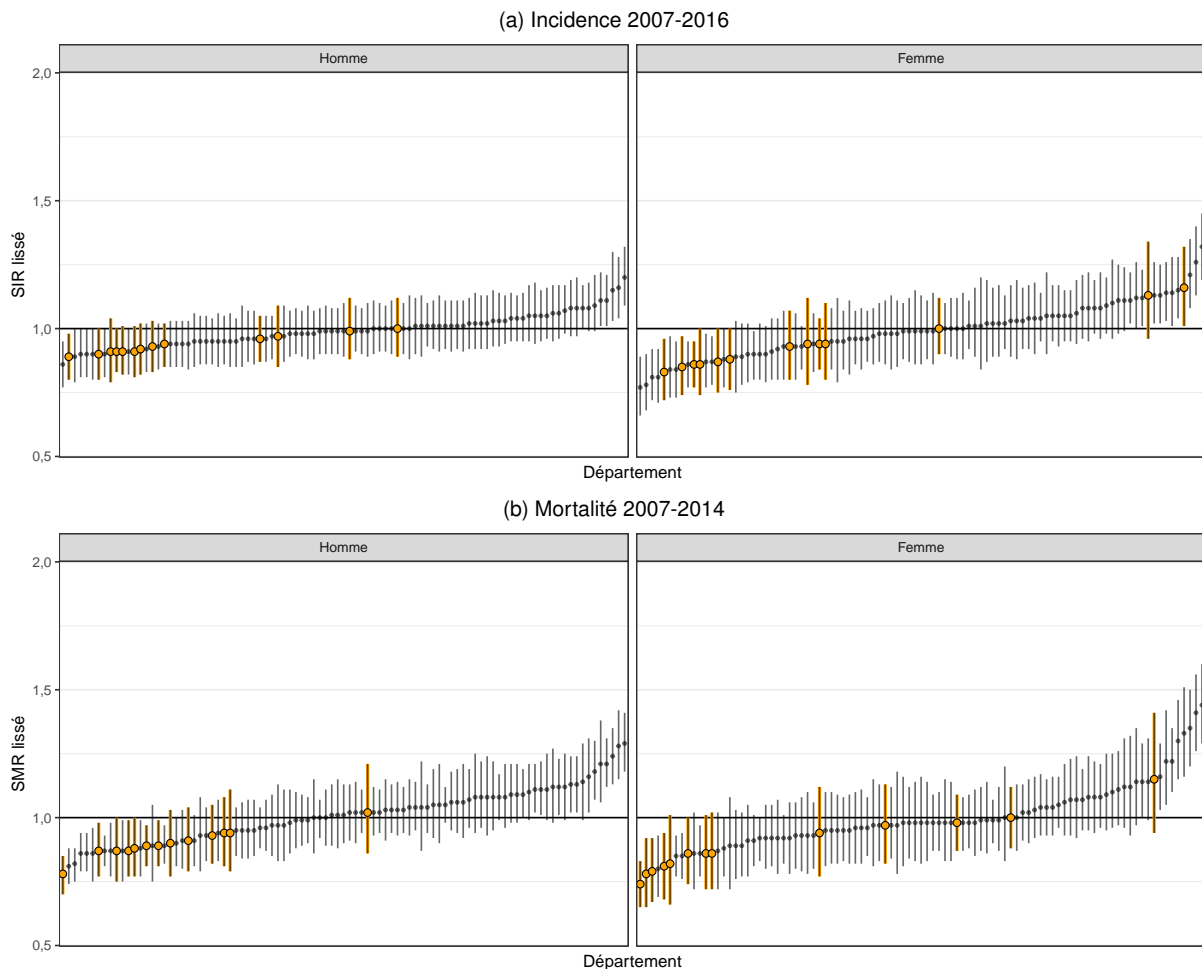 (a) Incidence 2007-2016
Homme
Femme
2,0
1,5
1,0
0,5
SIR lissé
Département
(b) Mortalité 2007-2014
Homme
Femme
2,0
1,5
1,0
0,5
SMR lissé
Département